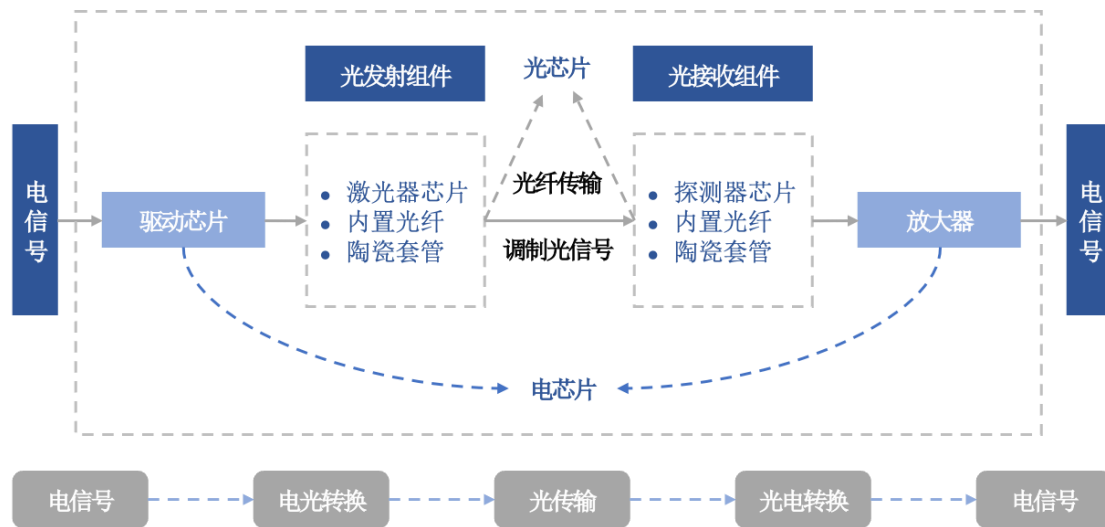 光发射组件
光芯片
光接收组件
电信号
驱动芯片
● 激光器芯片
● 内置光纤
● 陶瓷套管
光纤传输
调制光信号
● 探测器芯片
● 内置光纤
● 陶瓷套管
放大器
电信号
电芯片
电信号
电光转换
光传输
光电转换
电信号